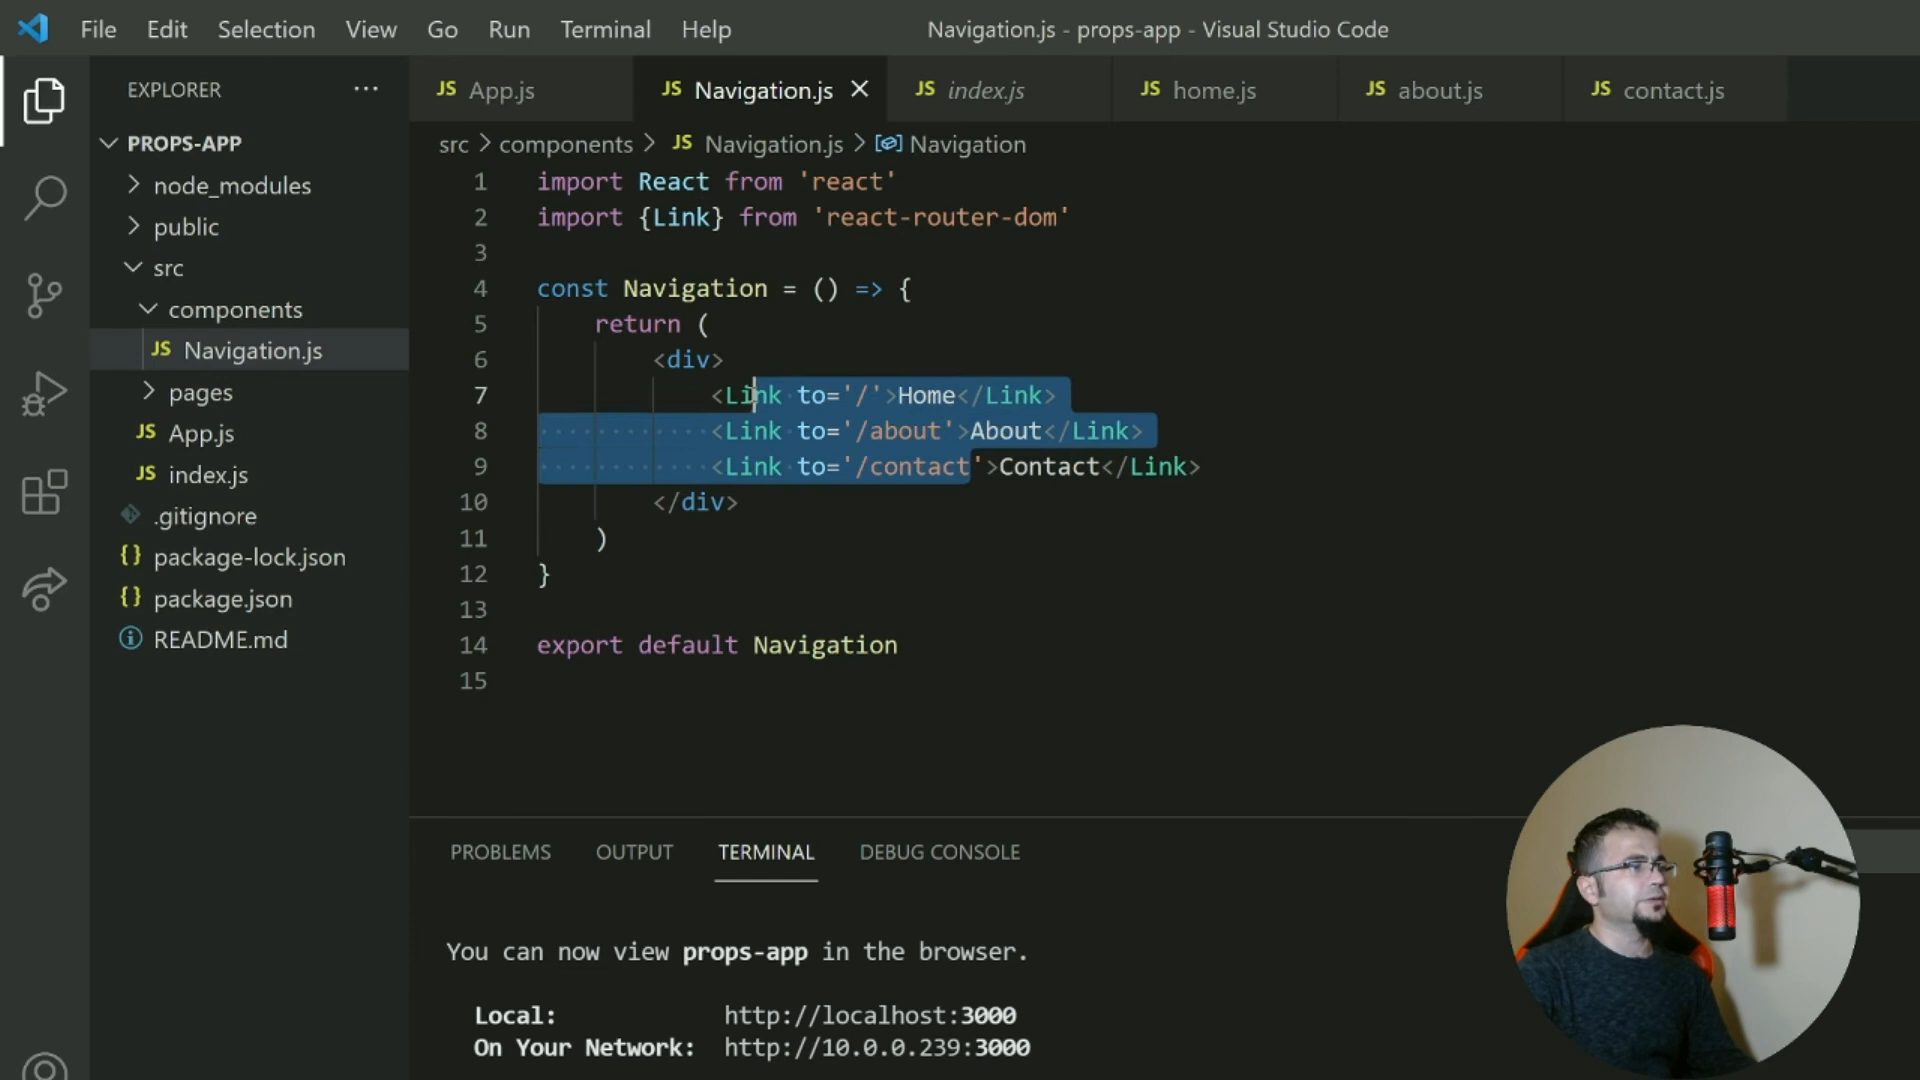 File Edit Selection View Go Run Terminal Help
Navigation.js - props-app - Visual Studio Code
EXPLORER
PROPS-APP
node_modules
public
src
components
JS Navigation.js
pages
JS App.js
JS index.js
.gitignore
{} package-lock.json
{} package.json
README.md
JS App.js JS Navigation.js JS index.js JS home.js JS about.js JS contact.js
src > components > JS Navigation.js > Navigation
1 import React from 'react'
2 import {Link} from 'react-router-dom'
3
4 const Navigation = () => {
5 return (
6 <div>
7 <Link to='/'>Home</Link>
8 <Link to='/about'>About</Link>
9 <Link to='/contact'>Contact</Link>
10 </div>
11 )
12 }
13
14 export default Navigation
15
PROBLEMS OUTPUT TERMINAL DEBUG CONSOLE
You can now view props-app in the browser.
Local: http://localhost:3000
On Your Network: http://10.0.0.239:3000